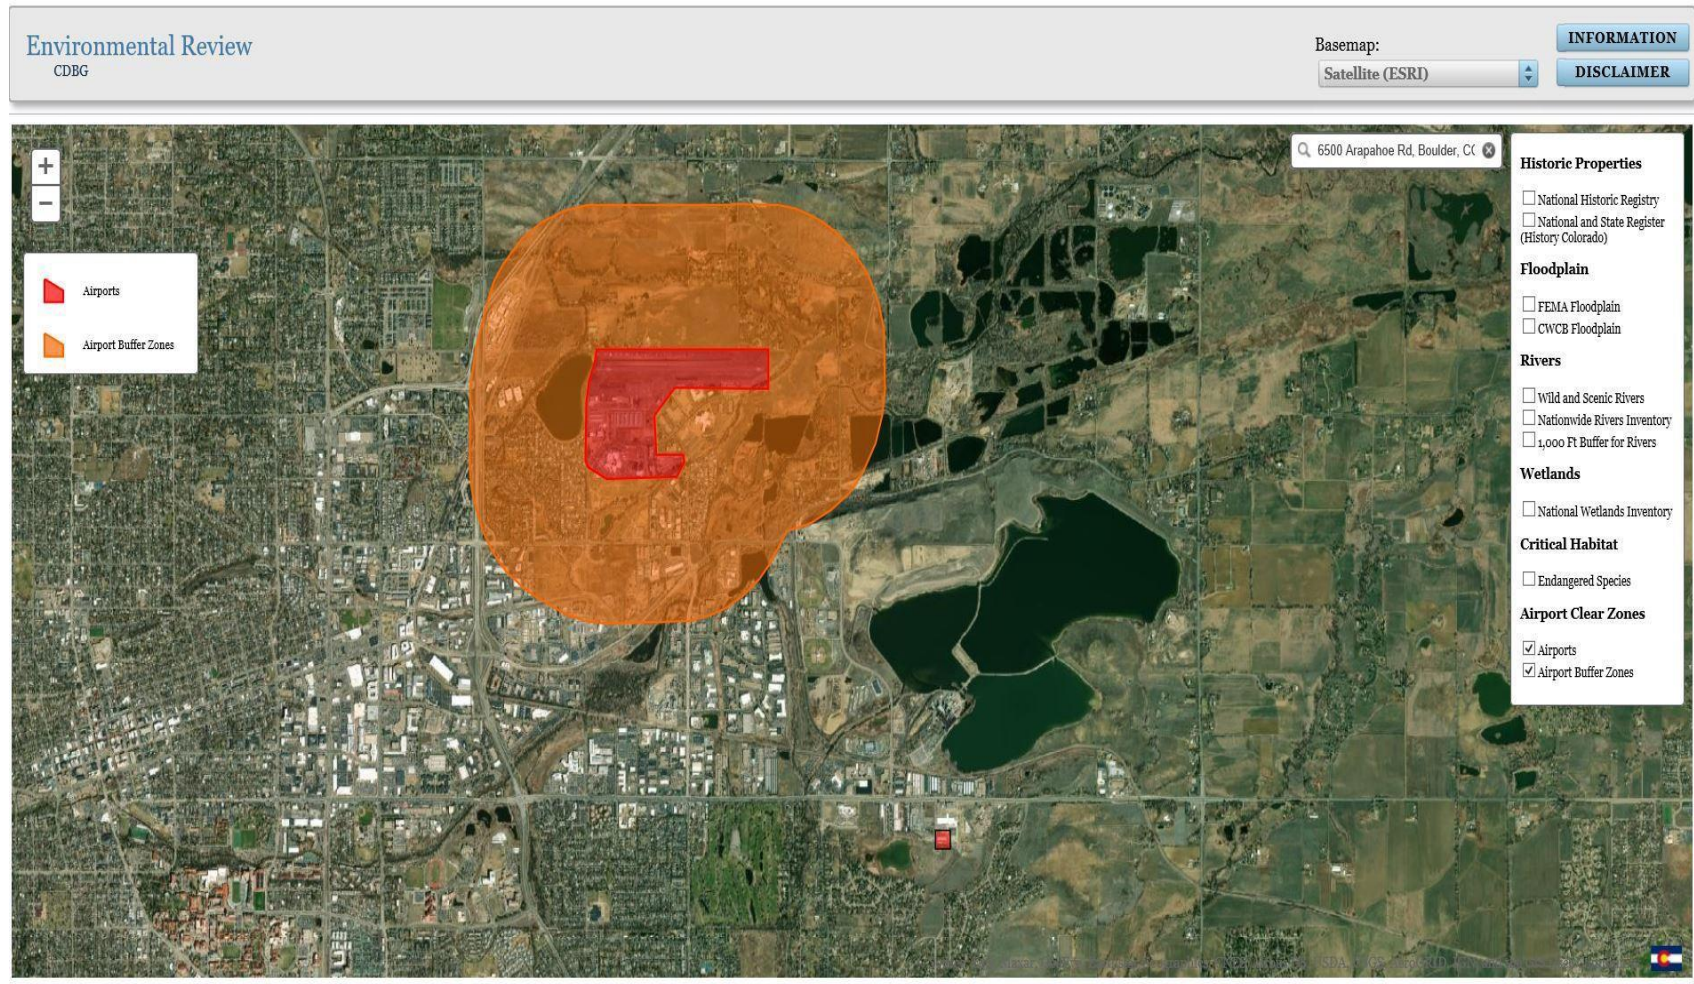 Environmental Review
CDBG
Basemap:
Satellite (ESRI)
INFORMATION
DISCLAIMER
+
−
6500 Arapahoe Rd, Boulder, CO
Airports
Airport Buffer Zones
Historic Properties
National Historic Registry
National and State Register
(History Colorado)
Floodplain
FEMA Floodplain
CWCB Floodplain
Rivers
Wild and Scenic Rivers
Nationwide Rivers Inventory
1,000 Ft Buffer for Rivers
Wetlands
National Wetlands Inventory
Critical Habitat
Endangered Species
Airport Clear Zones
Airports
Airport Buffer Zones